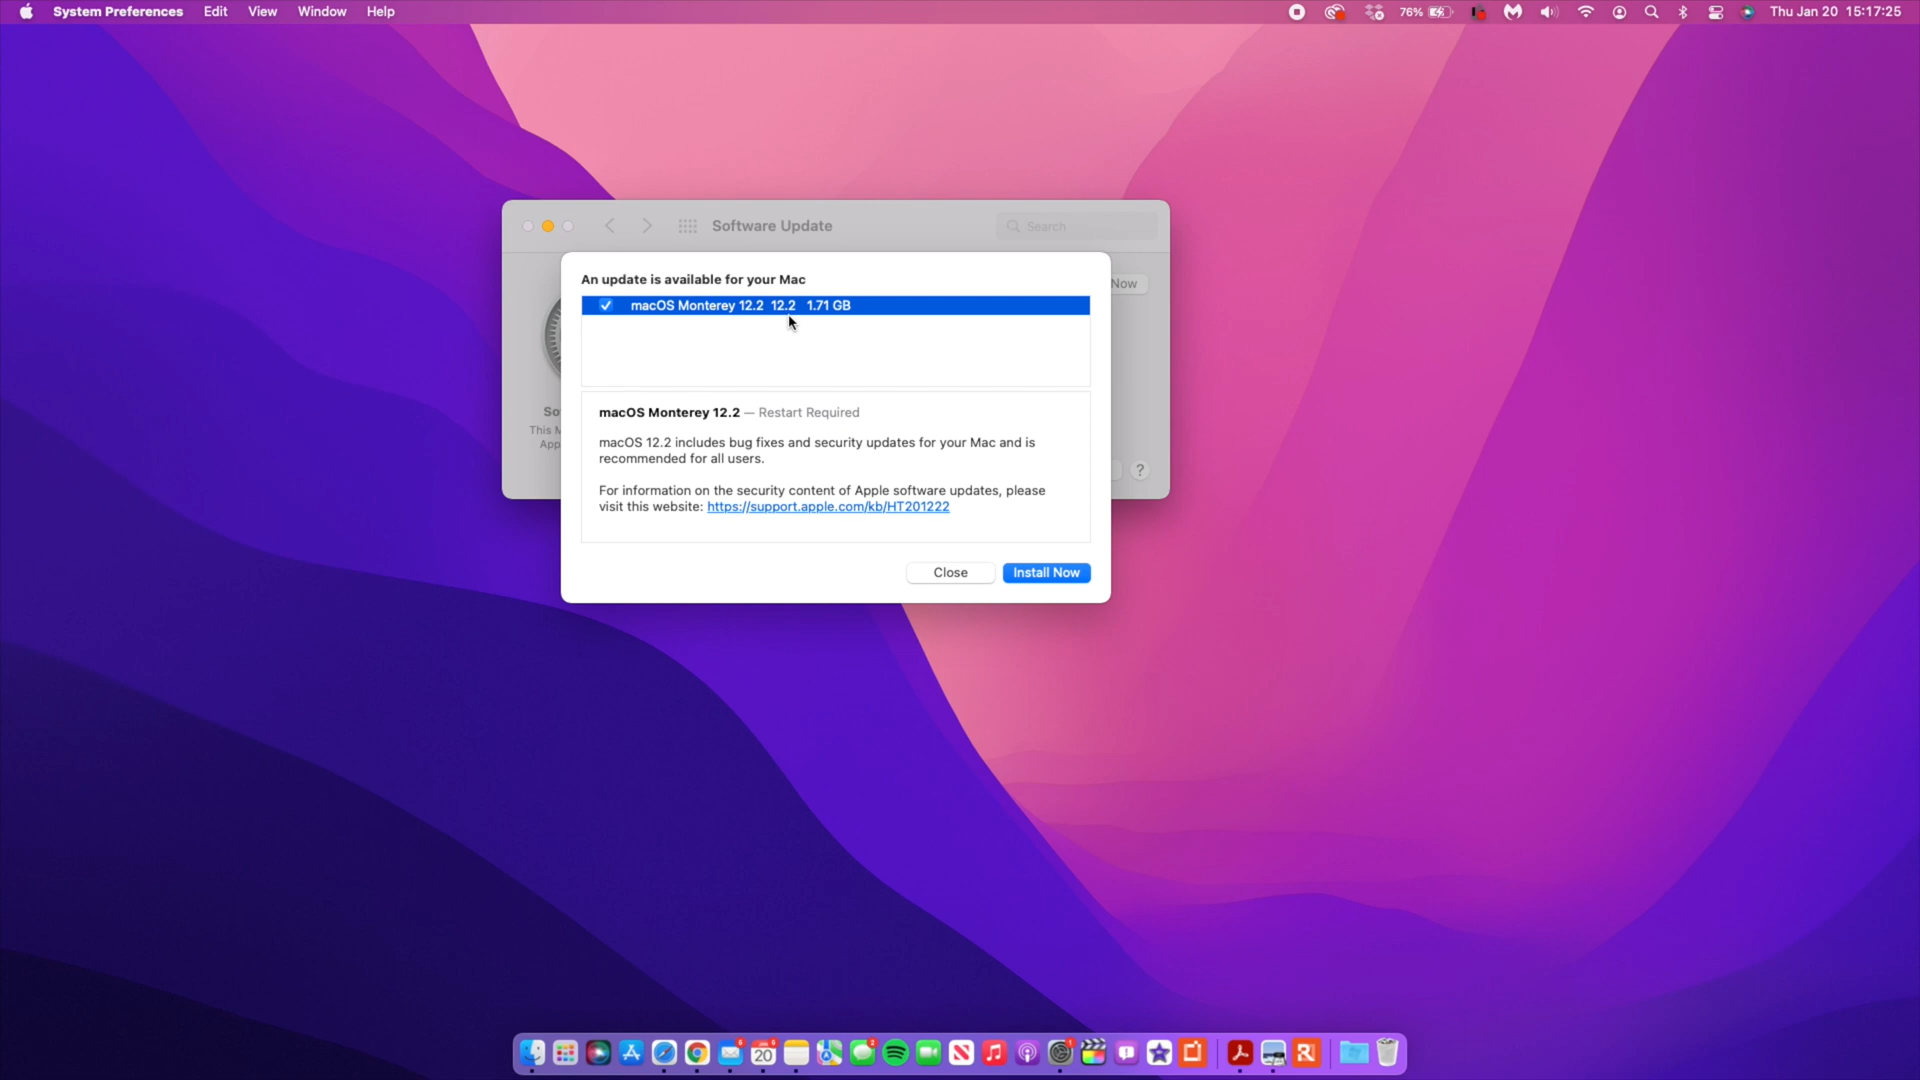 System Preferences Edit View Window Help
76% Thu Jan 20 15:17:25
Software Update
Search
An update is available for your Mac
Now
macOS Monterey 12.2 12.2 1.71 GB
macOS Monterey 12.2 — Restart Required
So
This M
App
macOS 12.2 includes bug fixes and security updates for your Mac and is
recommended for all users.
?
For information on the security content of Apple software updates, please
visit this website: https://support.apple.com/kb/HT201222
Close Install Now
20